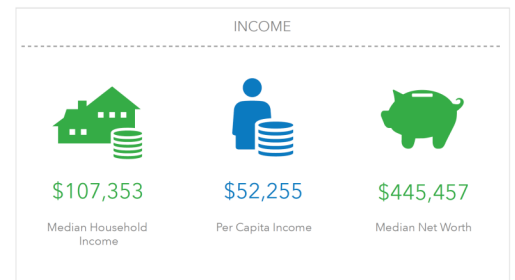 INCOME
$107,353
Median Household
Income
$52,255
Per Capita Income
$445,457
Median Net Worth